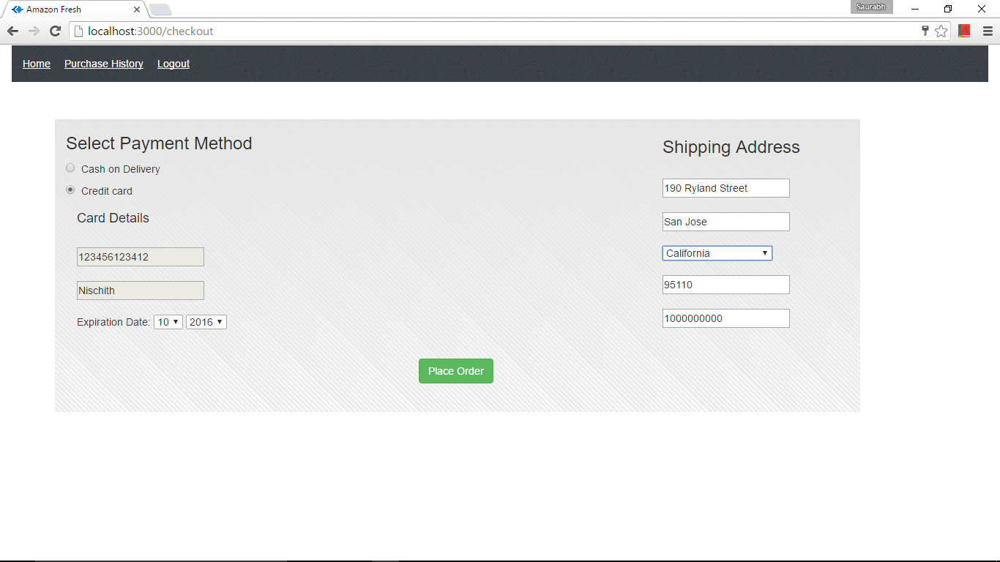 Amazon Fresh
Saurabh
localhost:3000/checkout
Home Purchase History Logout
Select Payment Method
Cash on Delivery
Credit card
Card Details
123456123412
Nischith
Expiration Date: 10 2016
Shipping Address
190 Ryland Street
San Jose
California
95110
1000000000
Place Order